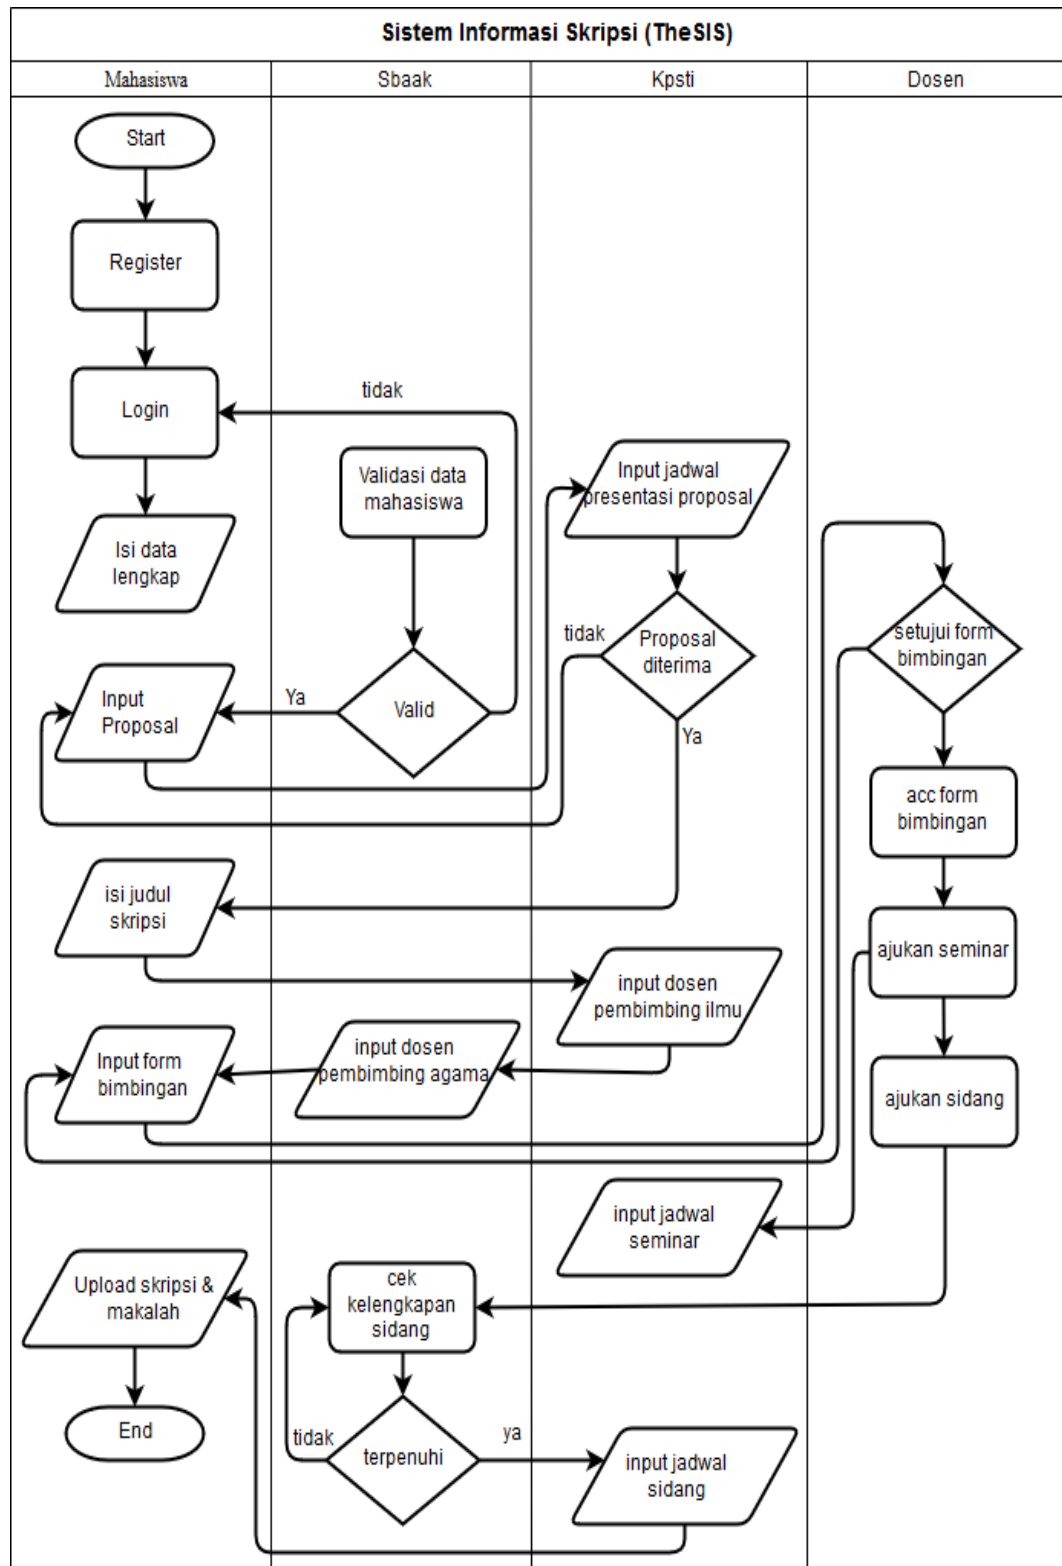 Sistem Informasi Skripsi (TheSIS)
Mahasiswa
Sbaak
Kpsti
Dosen
Start
Register
Login
tidak
Validasi data
mahasiswa
Input jadwal
presentasi proposal
Isi data
lengkap
tidak
Proposal
diterima
setujui form
bimbingan
Input
Proposal
Ya
Valid
Ya
acc form
bimbingan
isi judul
skripsi
ajukan seminar
input dosen
pembimbing ilmu
input dosen
pembimbing agama
Input form
bimbingan
ajukan sidang
input jadwal
seminar
Upload skripsi &
makalah
cek
kelengkapan
sidang
End
tidak
terpenuhi
ya
input jadwal
sidang